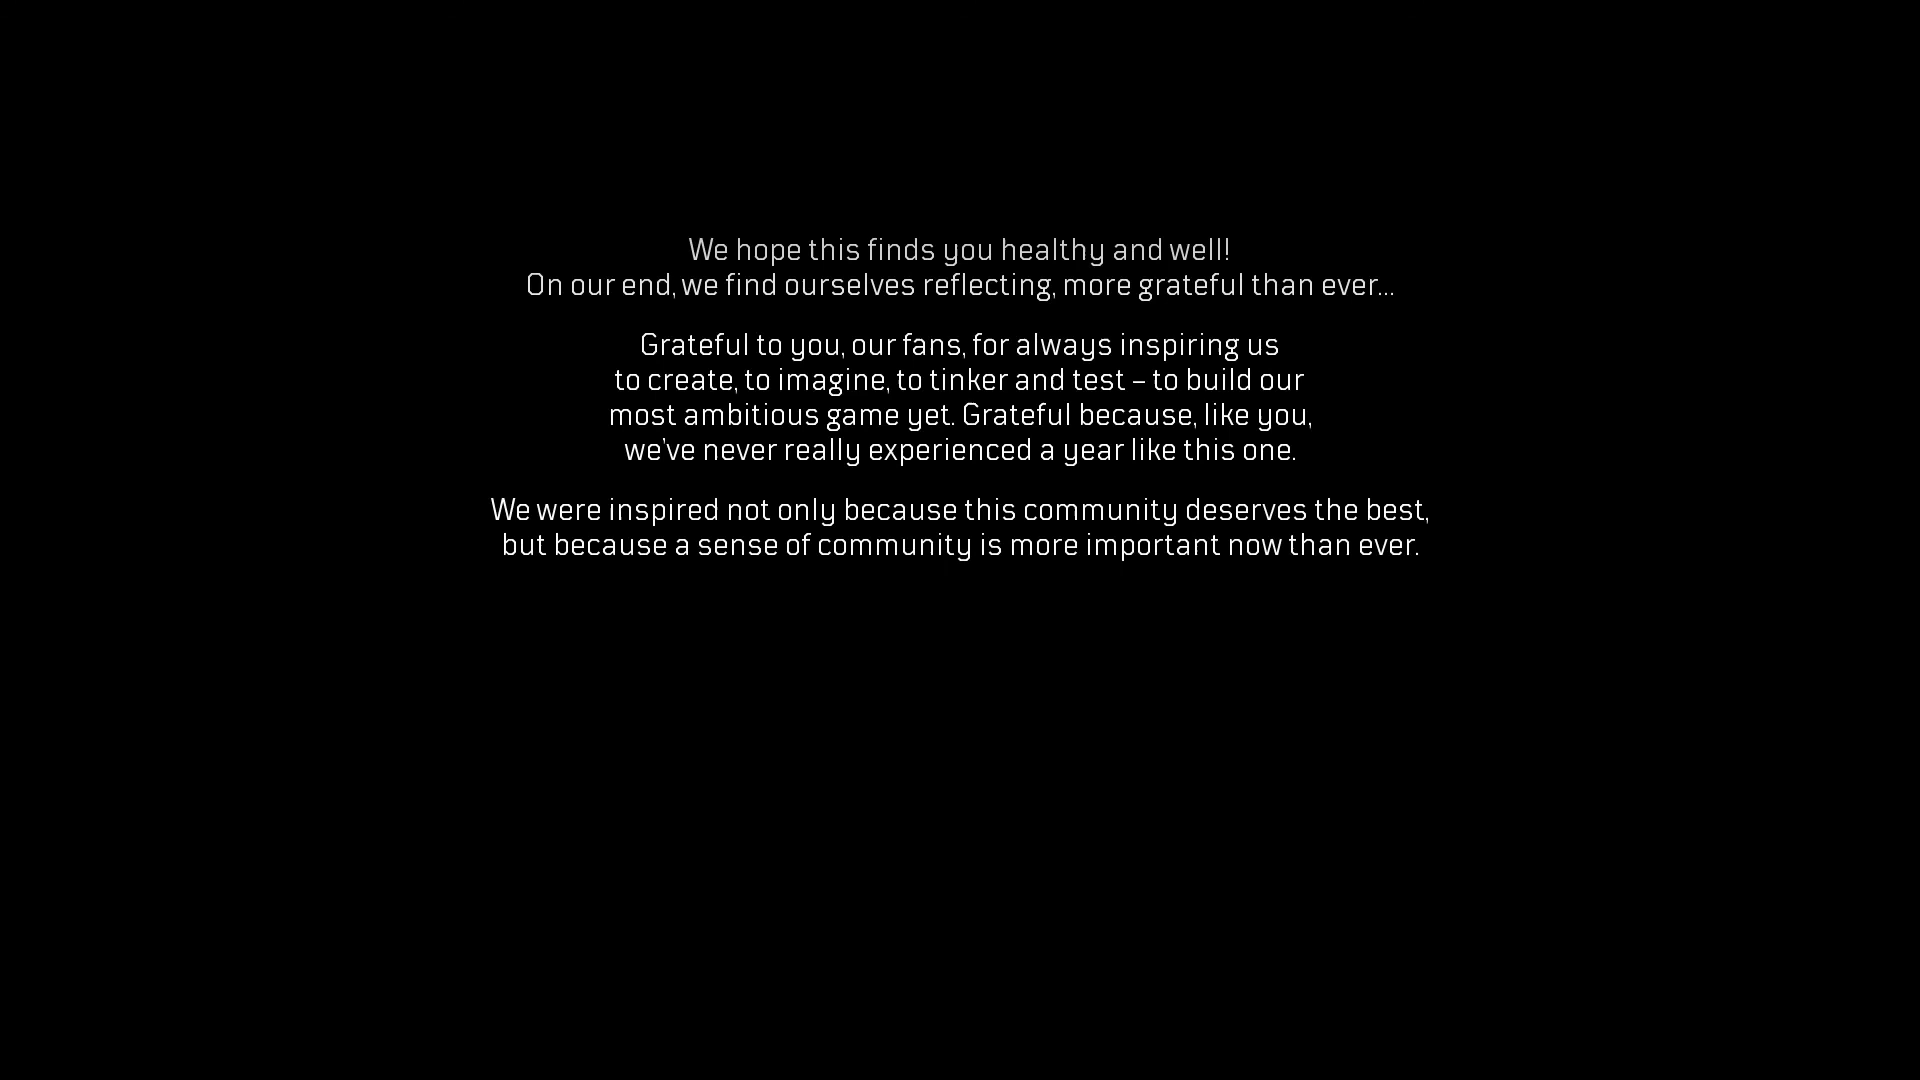 We hope this finds you healthy and well!
On our end, we find ourselves reflecting, more grateful than ever...
Grateful to you, our fans, for always inspiring us
to create, to imagine, to tinker and test – to build our
most ambitious game yet. Grateful because, like you,
we've never really experienced a year like this one.
We were inspired not only because this community deserves the best,
but because a sense of community is more important now than ever.